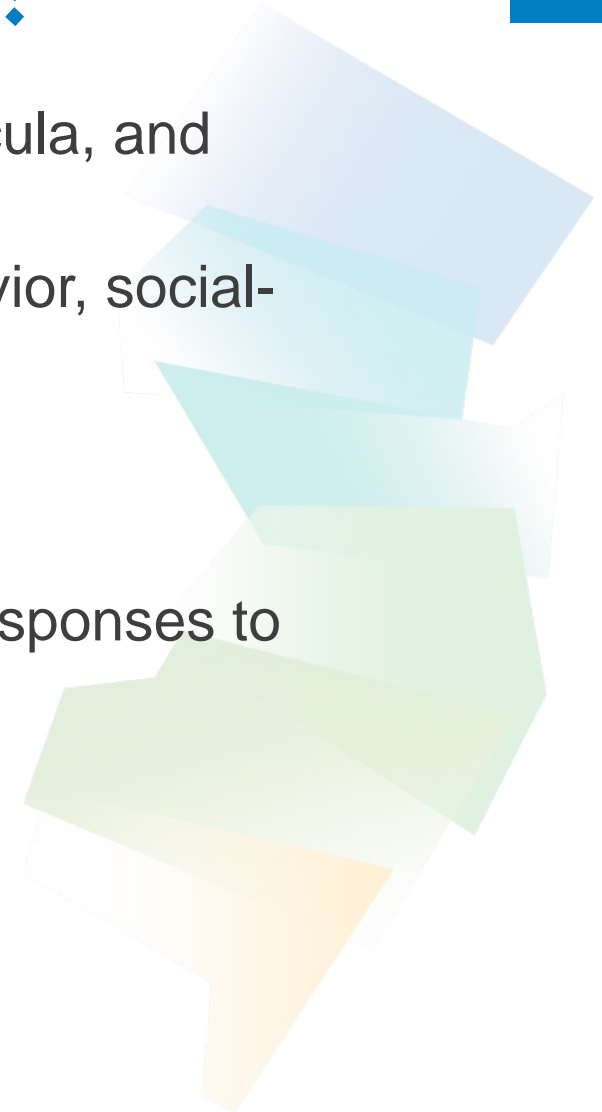 cula, and
vior, social-
sponses to